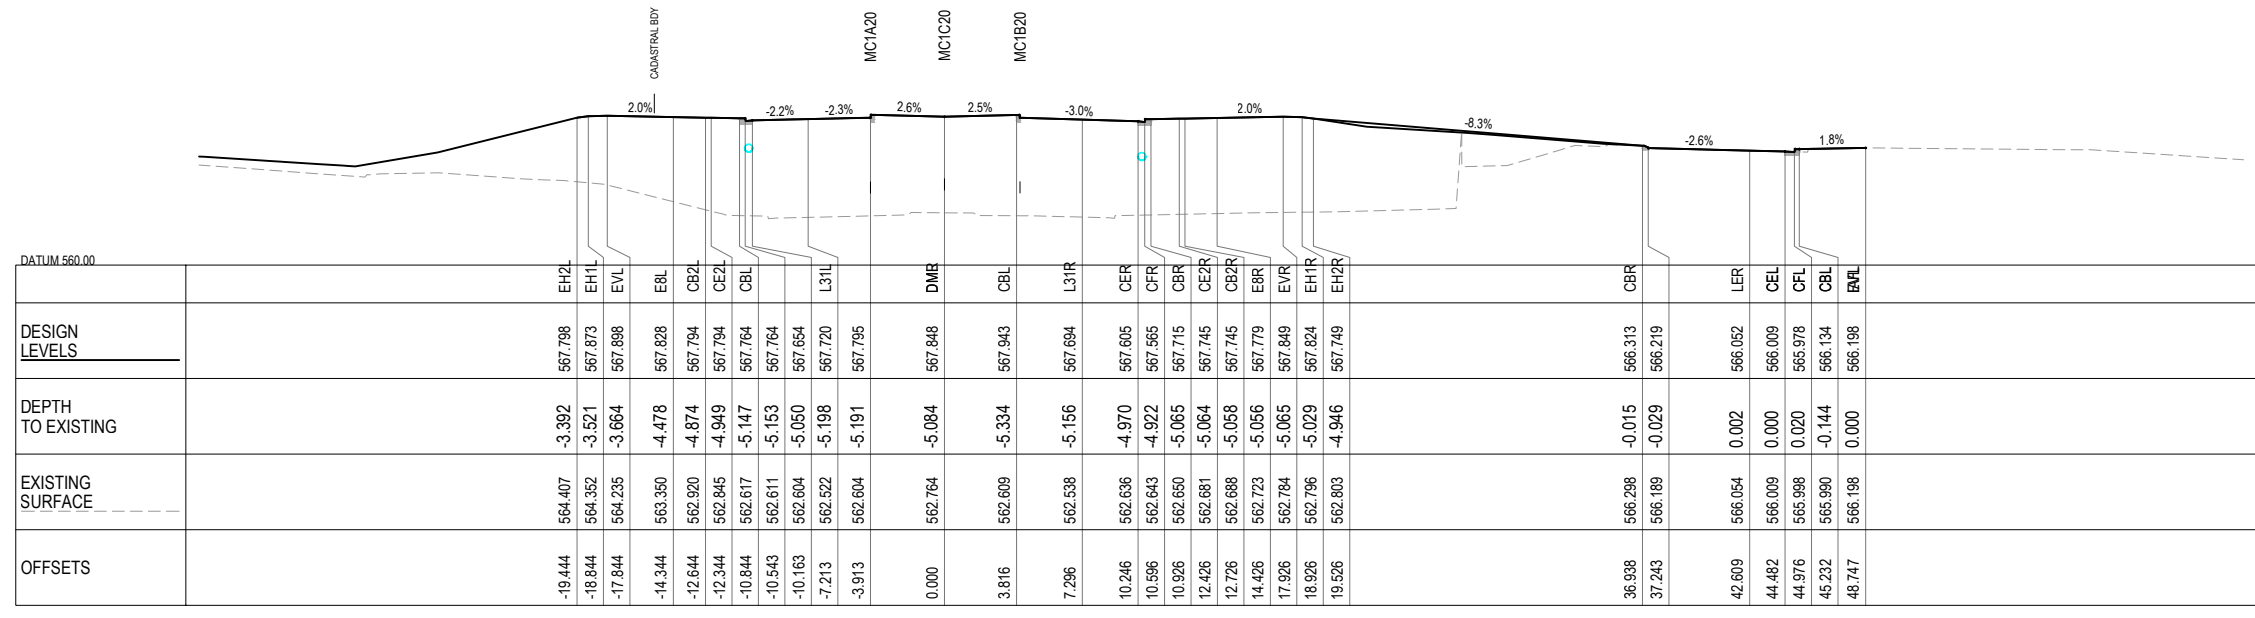 CADASTRAL BDY
MC1A20
MC1C20
MC1B20
2.0%
-2.2%
-2.3%
2.6%
2.5%
-3.0%
2.0%
-8.3%
-2.6%
1.8%
DATUM 560.00
EH2L EH1L EVL E8L CB2L CE2L CBL L31L CBL L31R CER CFR CBR CE2R CB2R E8R EVR EH1R EH2R CBR LER CEL CFL CBL
DESIGN
LEVELS
567.798 567.873 567.898 567.828 567.794 567.794 567.764 567.764 567.654 567.720 567.795 567.848 567.943 567.694 567.605 567.565 567.715 567.745 567.745 567.779 567.849 567.824 567.749 566.313 566.219 566.052 566.009 565.978 566.134 566.198
DEPTH
TO EXISTING
-3.392 -3.521 -3.664 -4.478 -4.874 -4.949 -5.147 -5.153 -5.050 -5.198 -5.191 -5.084 -5.334 -5.156 -4.970 -4.922 -5.065 -5.064 -5.058 -5.056 -5.065 -5.029 -4.946 -0.015 -0.029 0.002 0.000 0.020 -0.144 0.000
EXISTING
SURFACE
564.407 564.352 564.235 563.350 562.920 562.845 562.617 562.611 562.604 562.522 562.604 562.764 562.609 562.538 562.636 562.643 562.650 562.681 562.688 562.723 562.784 562.796 562.803 566.298 566.189 566.054 566.009 565.998 565.990 566.198
OFFSETS
-19.444 -18.844 -17.844 -14.344 -12.644 -12.344 -10.844 -10.543 -10.163 -7.213 -3.913 0.000 3.816 7.296 10.246 10.596 10.926 12.426 12.726 14.426 17.926 18.926 19.526 36.938 37.243 42.609 44.482 44.976 45.232 48.747